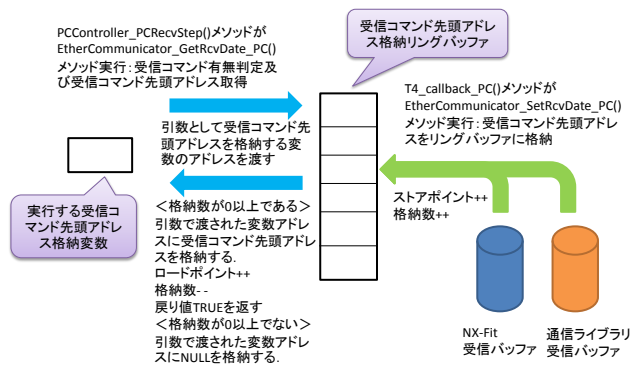 PCController_PCRecvStep()メソッドが
EtherCommunicator_GetRcvDate_PC()
メソッド実行：受信コマンド有無判定及
び受信コマンド先頭アドレス取得
受信コマンド先頭アドレ
ス格納リングバッファ
T4_callback_PC()メソッドが
EtherCommunicator_SetRcvDate_PC()
メソッド実行：受信コマンド先頭アドレ
スをリングバッファに格納
引数として受信コマンド先
頭アドレスを格納する変
数のアドレスを渡す
実行する受信コ
マンド先頭アドレ
ス格納変数
＜格納数が0以上である＞
引数で渡された変数アドレ
スに受信コマンド先頭アドレ
スを格納する．
ロードポイント++
格納数--
戻り値TRUEを返す
＜格納数が0以上でない＞
引数で渡された変数アドレ
スにNULLを格納する．
ストアポイント++
格納数++
NX-Fit
受信バッファ
通信ライブラリ
受信バッファ